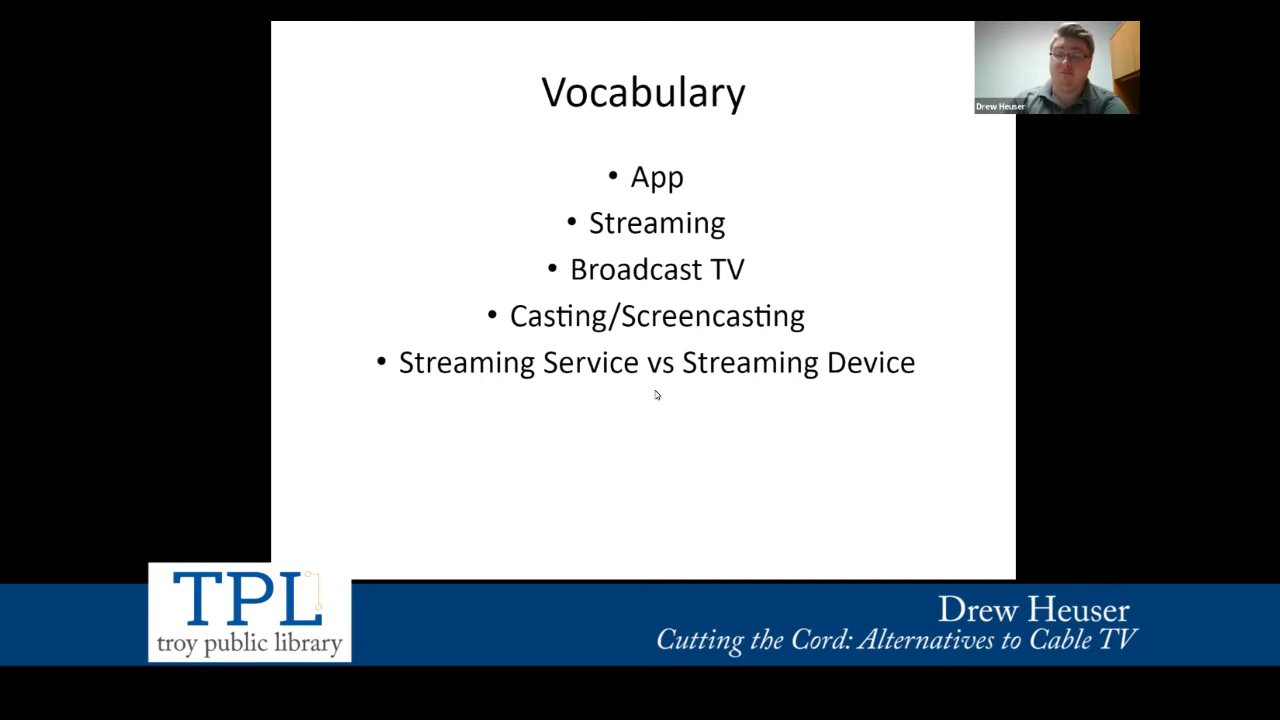 Vocabulary
Drew Heuser
• App
• Streaming
• Broadcast TV
• Casting/Screencasting
• Streaming Service vs Streaming Device
TPL
troy public library
Drew Heuser
Cutting the Cord: Alternatives to Cable TV